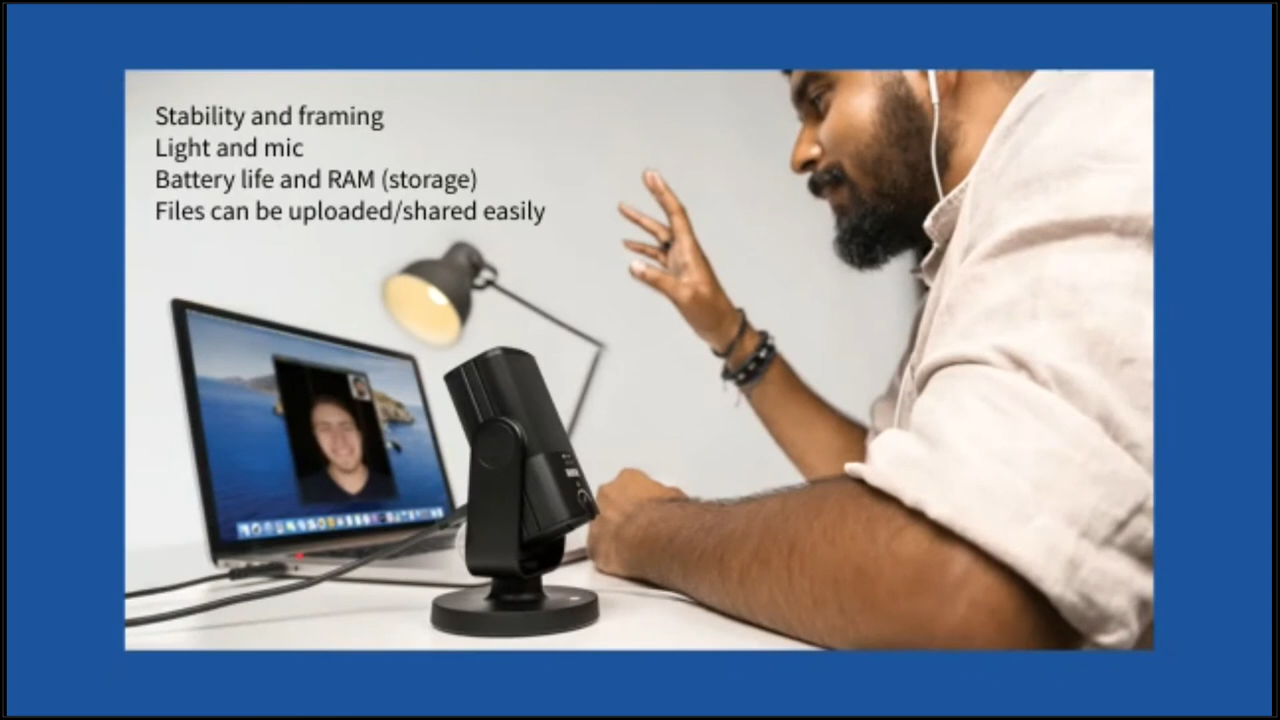 Stability and framing
Light and mic
Battery life and RAM (storage)
Files can be uploaded/shared easily